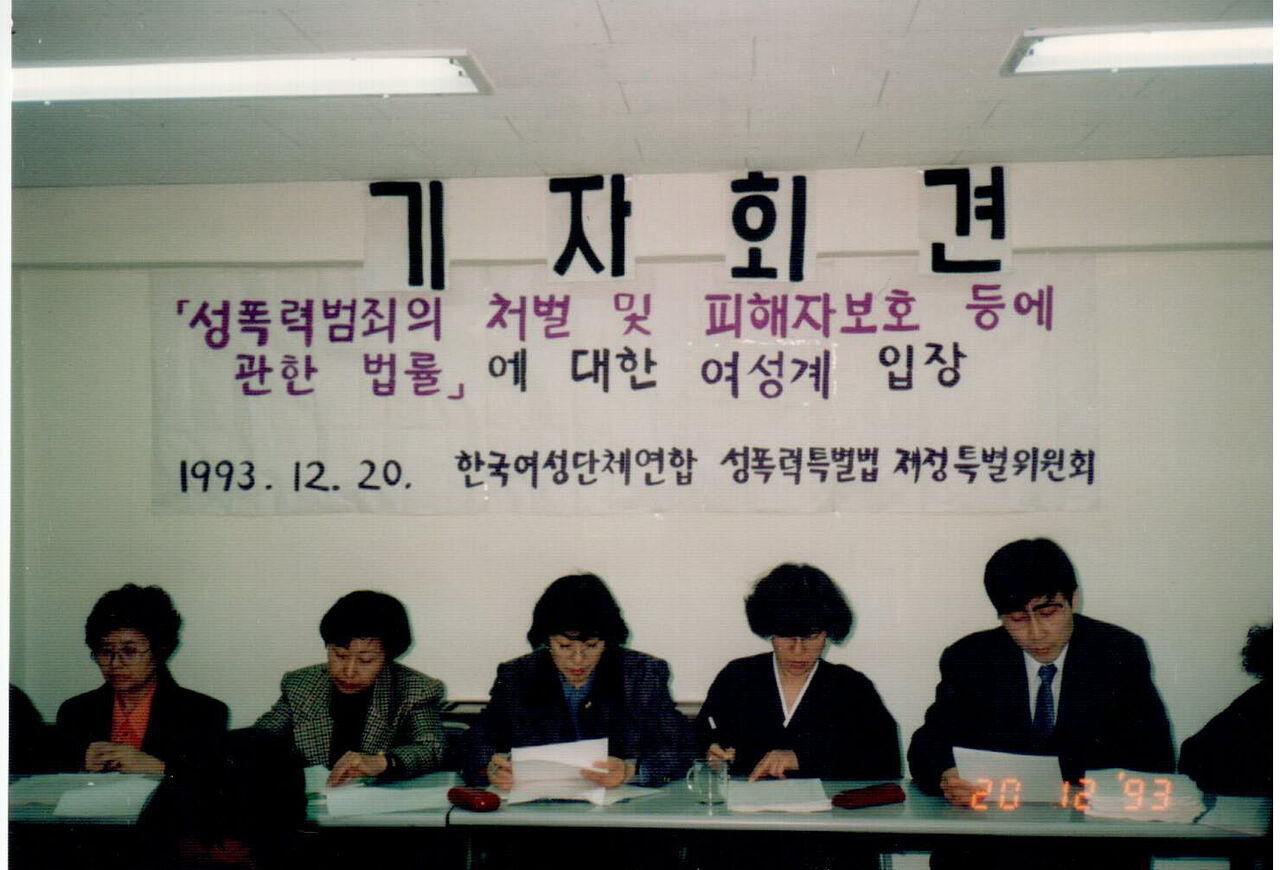 기자회견
「성폭력범죄의 처벌 및 피해자보호 등에
관한 법률」에 대한 여성계 입장
1993. 12. 20. 한국여성단체연합 성폭력특별법 제정특별위원회
20 12 '93